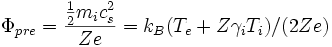 Φ_pre = (½ m_i c_s²) / (Ze) = k_B(T_e + Zγ_iT_i)/(2Ze)